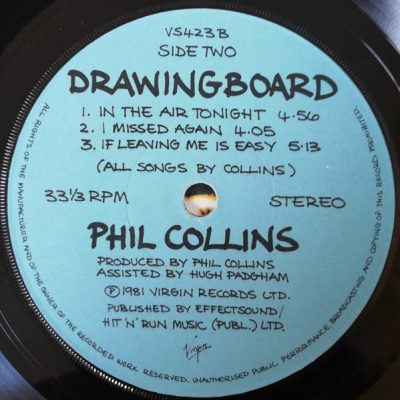 VS423B
SIDE TWO
DRAWINGBOARD
1. IN THE AIR TONIGHT 4·56
2. I MISSED AGAIN 4.05
3. IF LEAVING ME IS EASY 5·13
(ALL SONGS BY COLLINS)
33⅓ RPM STEREO
PHIL COLLINS
PRODUCED BY PHIL COLLINS
ASSISTED BY HUGH PADGHAM
℗ 1981 VIRGIN RECORDS LTD.
PUBLISHED BY EFFECTSOUND/
HIT 'N' RUN MUSIC (PUBL.) LTD.
Virgin
ALL RIGHTS OF THE MANUFACTURER AND OF THE OWNER OF THE RECORDED WORK RESERVED. UNAUTHORISED PUBLIC PERFORMANCE, BROADCASTING AND COPYING OF THIS RECORD PROHIBITED.